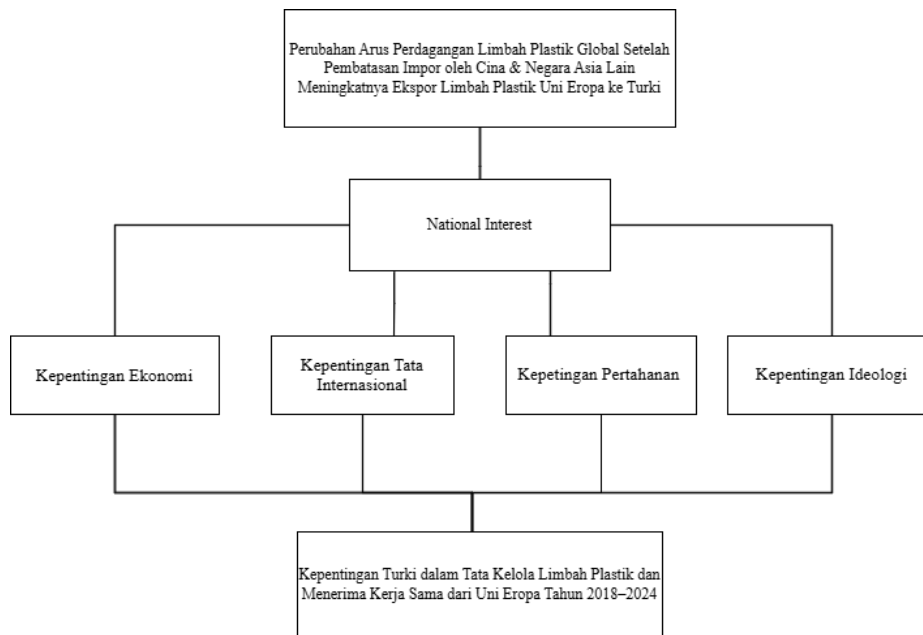 Perubahan Arus Perdagangan Limbah Plastik Global Setelah
Pembatasan Impor oleh Cina & Negara Asia Lain
Meningkatnya Ekspor Limbah Plastik Uni Eropa ke Turki
National Interest
Kepentingan Ekonomi
Kepentingan Tata
Internasional
Kepetingan Pertahanan
Kepentingan Ideologi
Kepentingan Turki dalam Tata Kelola Limbah Plastik dan
Menerima Kerja Sama dari Uni Eropa Tahun 2018–2024